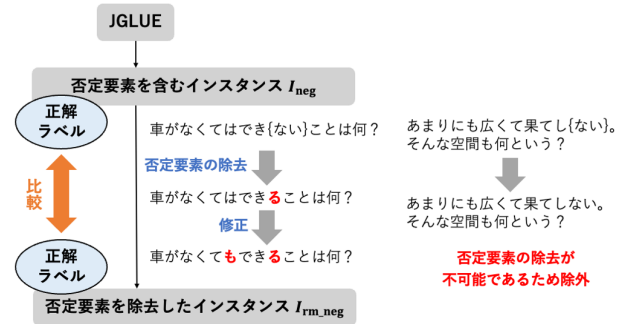 JGLUE
否定要素を含むインスタンス I_neg
正解
ラベル
比較
正解
ラベル
車がなくてはでき{ない}ことは何？
否定要素の除去
車がなくてはできることは何？
修正
車がなくてもできることは何？
あまりにも広くて果てし{ない}。
そんな空間も何という？
あまりにも広くて果てしない。
そんな空間も何という？
否定要素の除去が
不可能であるため除外
否定要素を除去したインスタンス I_rm_neg